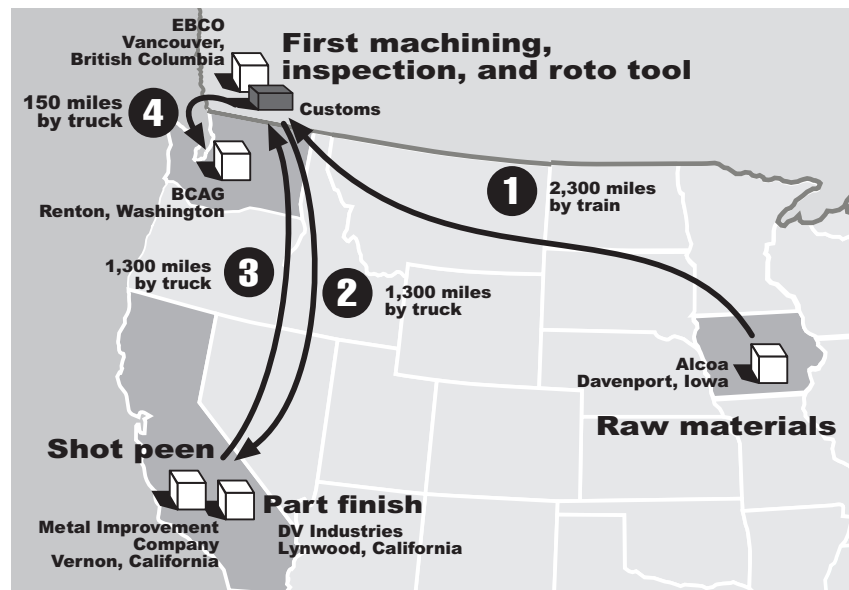 EBCO
Vancouver,
British Columbia
First machining,
inspection, and roto tool
Customs
150 miles
by truck
4
BCAG
Renton, Washington
1
2,300 miles
by train
1,300 miles
by truck
3
2
1,300 miles
by truck
Alcoa
Davenport, Iowa
Raw materials
Shot peen
Metal Improvement
Company
Vernon, California
Part finish
DV Industries
Lynwood, California